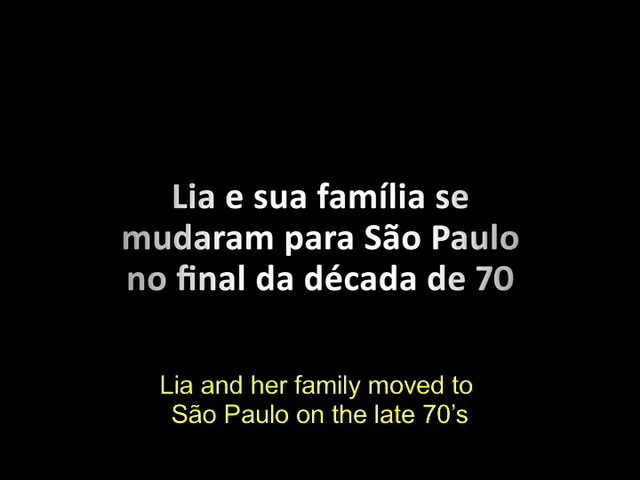 Lia e sua família se
mudaram para São Paulo
no final da década de 70
Lia and her family moved to
São Paulo on the late 70’s